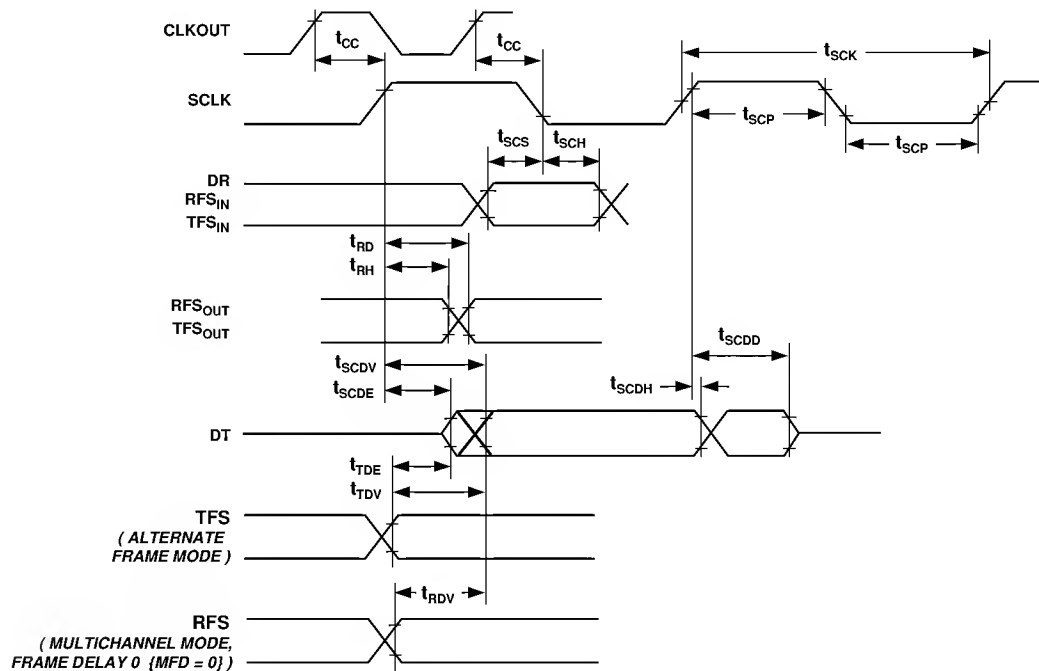 CLKOUT
tCC
tCC
tSCK
SCLK
tSCP
tSCP
tSCS
tSCH
DR
RFSIN
TFSIN
tRD
tRH
RFSOUT
TFSOUT
tSCDV
tSCDE
tSCDD
tSCDH
DT
tTDE
tTDV
TFS
( ALTERNATE
FRAME MODE )
tRDV
RFS
( MULTICHANNEL MODE,
FRAME DELAY 0 {MFD = 0} )